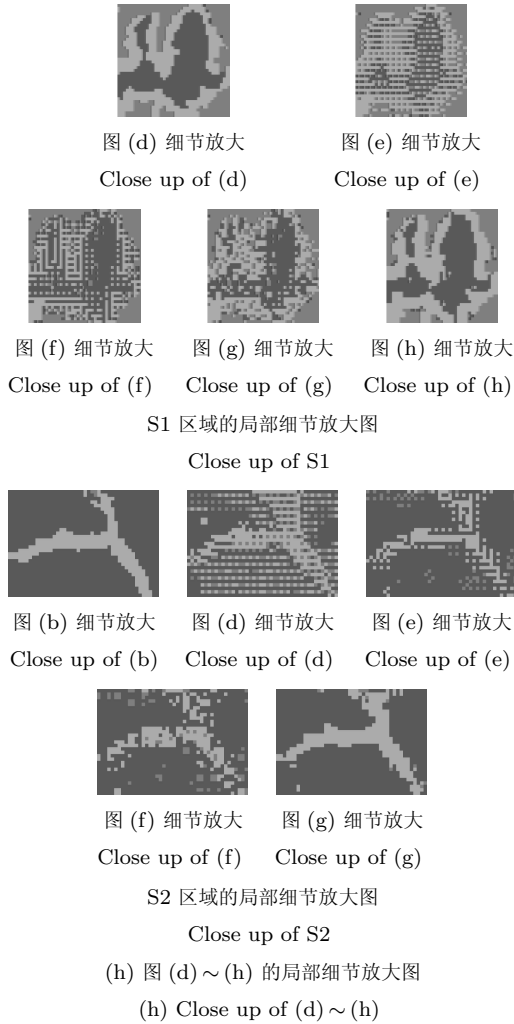 图 (d) 细节放大 图 (e) 细节放大
Close up of (d) Close up of (e)
图 (f) 细节放大 图 (g) 细节放大 图 (h) 细节放大
Close up of (f) Close up of (g) Close up of (h)
S1 区域的局部细节放大图
Close up of S1
图 (b) 细节放大 图 (d) 细节放大 图 (e) 细节放大
Close up of (b) Close up of (d) Close up of (e)
图 (f) 细节放大 图 (g) 细节放大
Close up of (f) Close up of (g)
S2 区域的局部细节放大图
Close up of S2
(h) 图 (d)～(h) 的局部细节放大图
(h) Close up of (d)～(h)